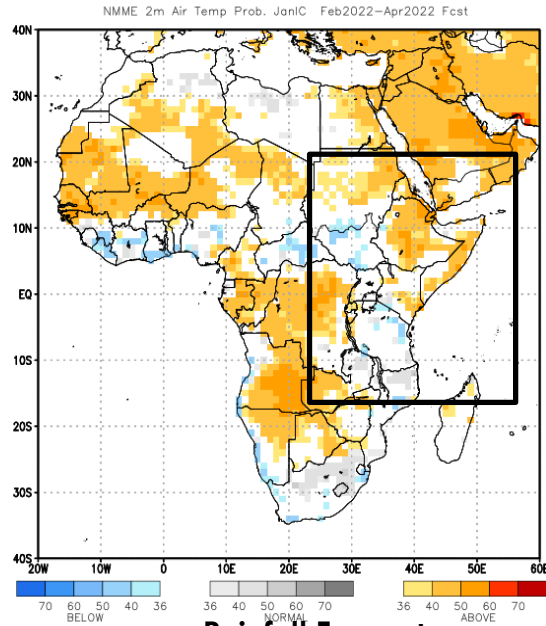 NMME 2m Air Temp Prob. JanIC Feb2022-Apr2022 Fcst
40N
30N
20N
10N
EQ
10S
20S
30S
40S
20W 10W 0 10E 20E 30E 40E 50E 60E
70 60 50 40 36 36 40 50 60 70 36 40 50 60 70
BELOW NORMAL ABOVE